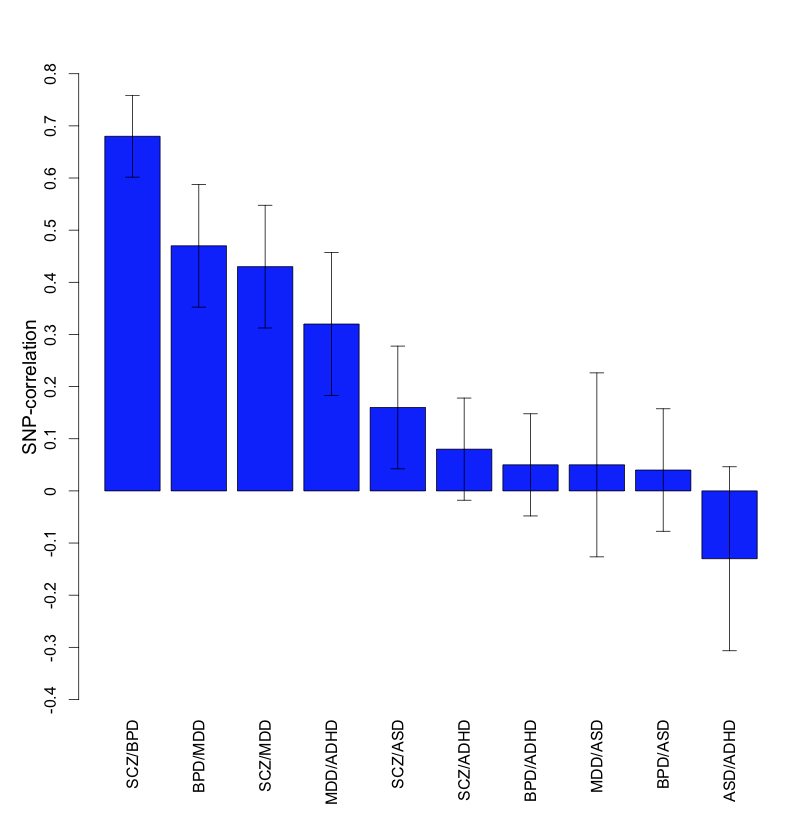 0.8
0.7
0.6
0.5
0.4
0.3
0.2
0.1
0
-0.1
-0.2
-0.3
-0.4
SNP-correlation
SCZ/BPD
BPD/MDD
SCZ/MDD
MDD/ADHD
SCZ/ASD
SCZ/ADHD
BPD/ADHD
MDD/ASD
BPD/ASD
ASD/ADHD